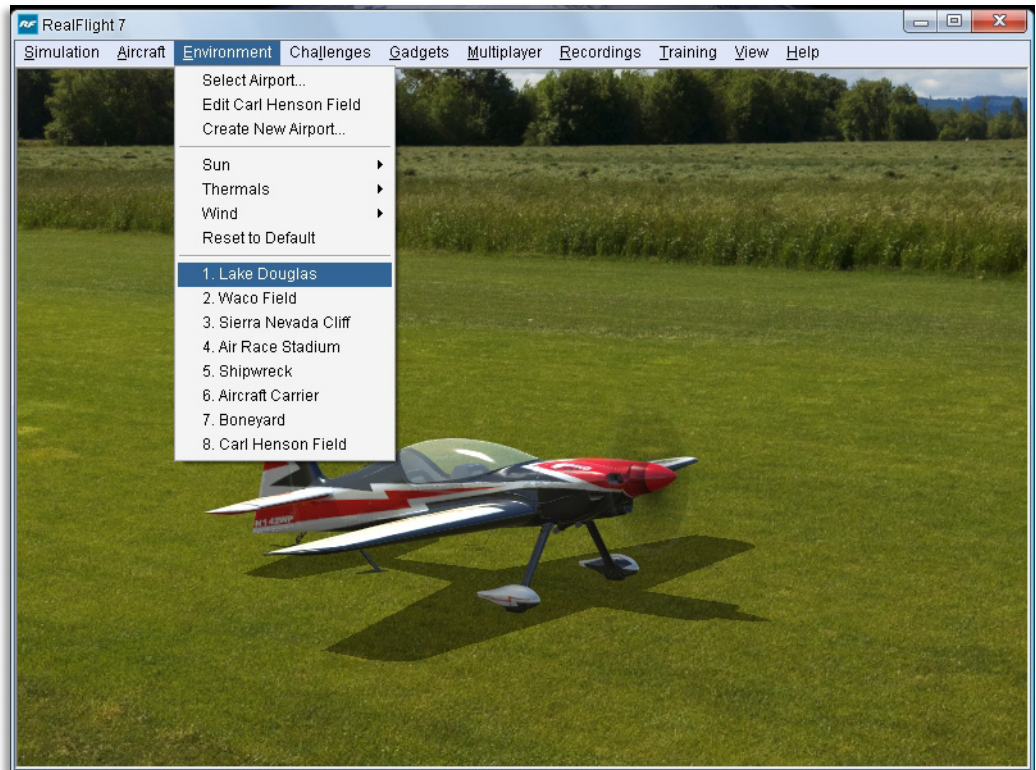 RF RealFlight 7
Simulation Aircraft Environment Challenges Gadgets Multiplayer Recordings Training View Help
Select Airport...
Edit Carl Henson Field
Create New Airport...
Sun
Thermals
Wind
Reset to Default
1. Lake Douglas
2. Waco Field
3. Sierra Nevada Cliff
4. Air Race Stadium
5. Shipwreck
6. Aircraft Carrier
7. Boneyard
8. Carl Henson Field